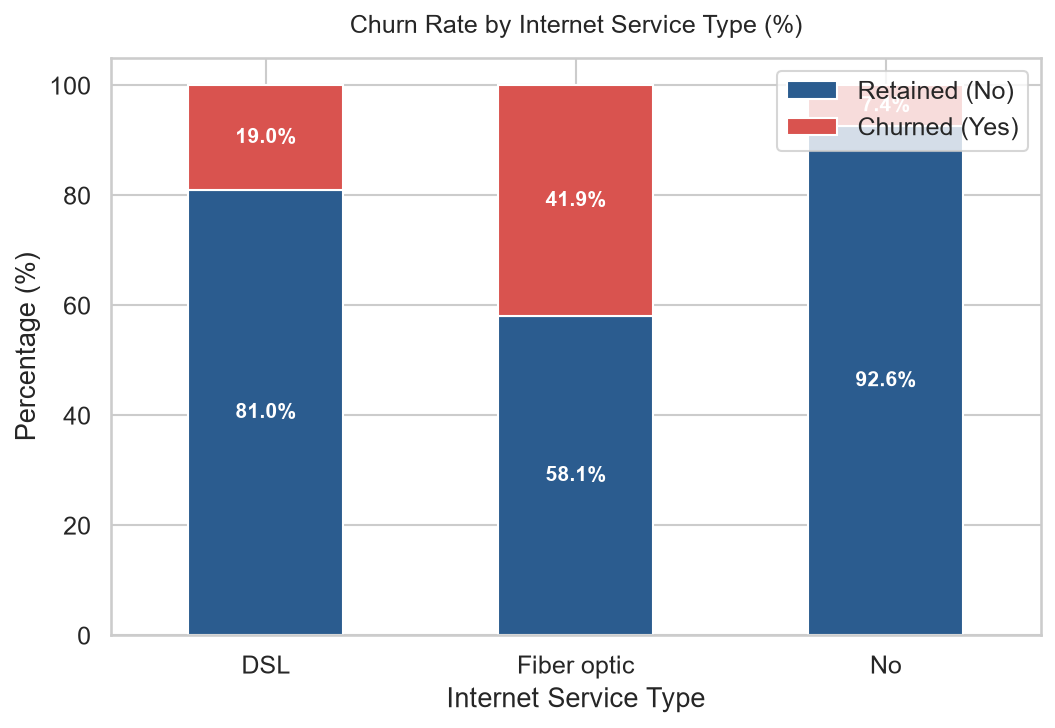 Churn Rate by Internet Service Type (%)
Percentage (%)
100
80
60
40
20
0
Retained (No)
Churned (Yes)
19.0%
41.9%
7.4%
81.0%
58.1%
92.6%
DSL
Fiber optic
No
Internet Service Type